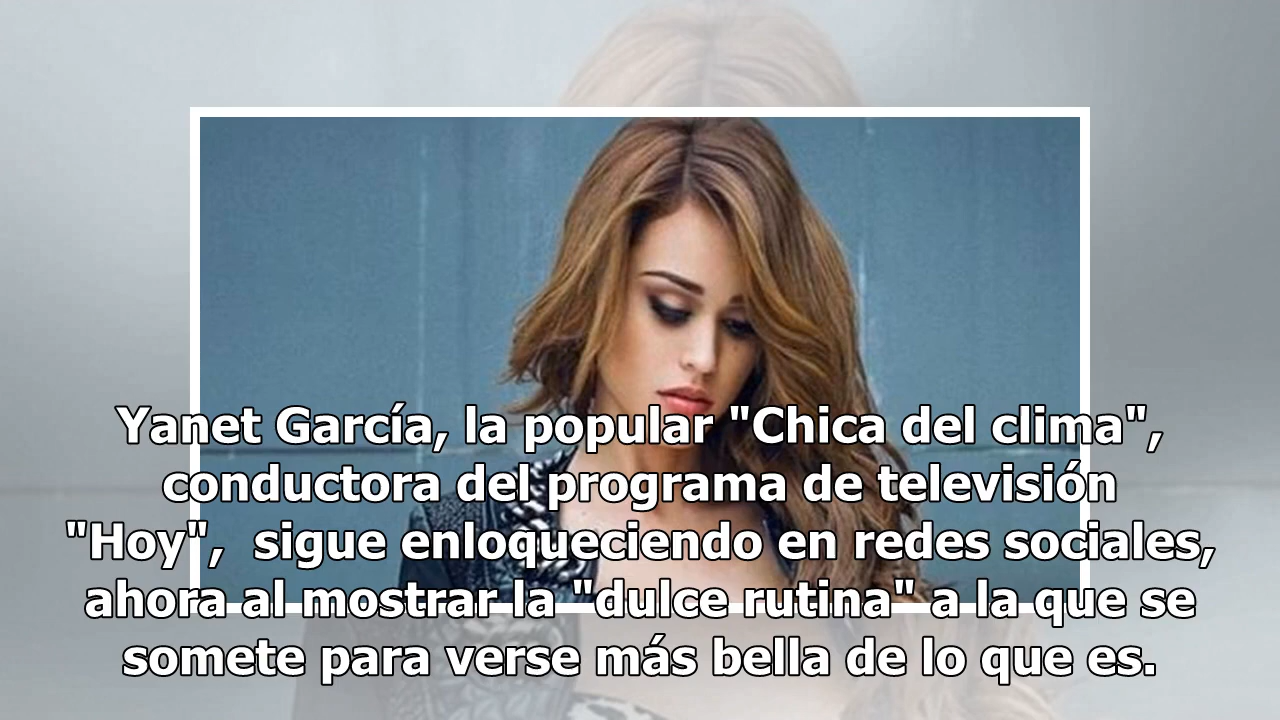 Yanet García, la popular "Chica del clima",
conductora del programa de televisión
"Hoy",  sigue enloqueciendo en redes sociales,
ahora al mostrar la "dulce rutina" a la que se
somete para verse más bella de lo que es.